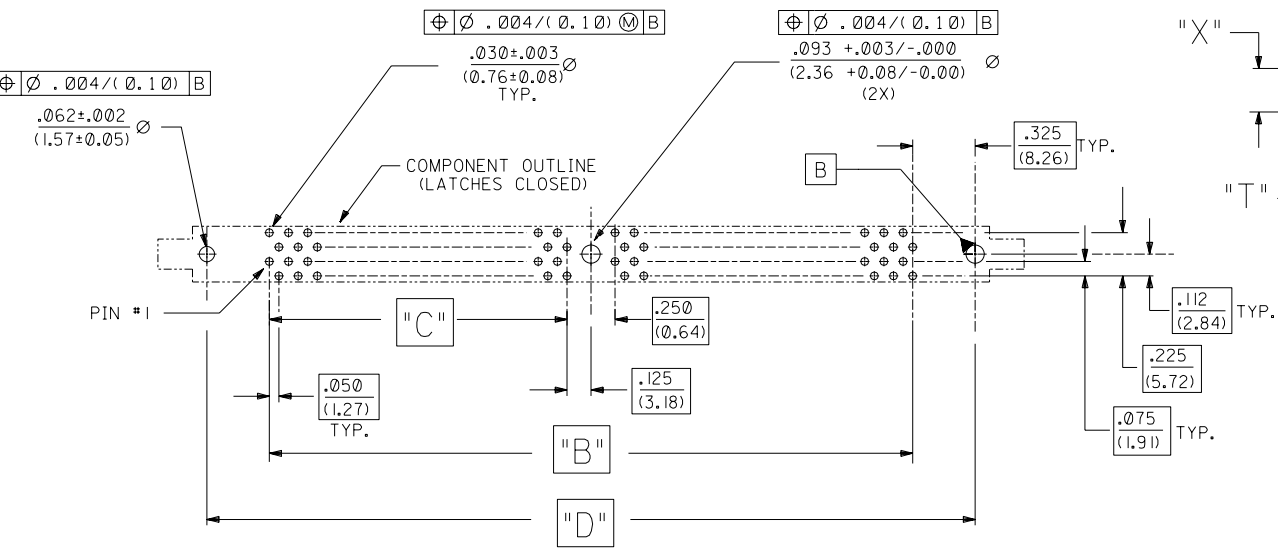 ⌖ Ø .004/(0.10) Ⓜ B
.030±.003
(0.76±0.08) Ø
TYP.
⌖ Ø .004/(0.10) B
.093 +.003/-.000
(2.36 +0.08/-0.00) Ø
(2X)
"X"
⌖ Ø .004/(0.10) B
.062±.002
(1.57±0.05) Ø
.325
(8.26) TYP.
COMPONENT OUTLINE
(LATCHES CLOSED)
B
"T"
PIN #1
"C"
.250
(0.64)
.112
(2.84) TYP.
.225
(5.72)
.050
(1.27)
TYP.
.125
(3.18)
.075
(1.91) TYP.
"B"
"D"